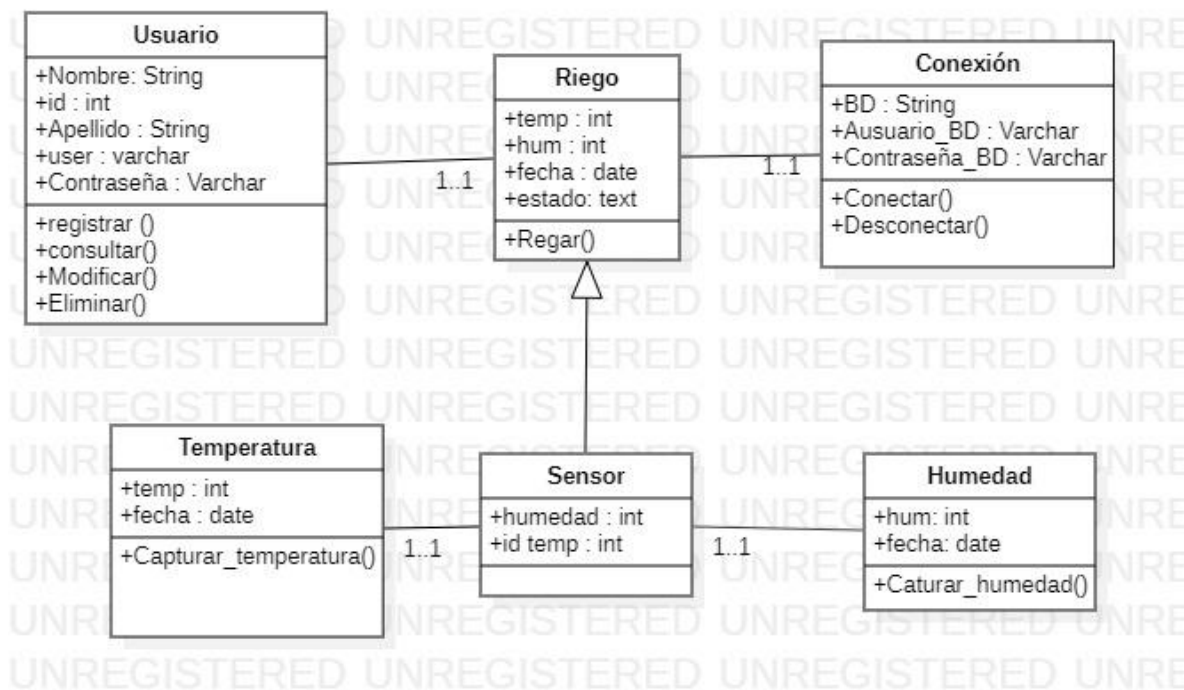 Usuario
+Nombre: String
+id : int
+Apellido : String
+user : varchar
+Contraseña : Varchar
+registrar ()
+consultar()
+Modificar()
+Eliminar()
1..1
Riego
+temp : int
+hum : int
+fecha : date
+estado: text
+Regar()
1..1
Conexión
+BD : String
+Ausuario_BD : Varchar
+Contraseña_BD : Varchar
+Conectar()
+Desconectar()
Temperatura
+temp : int
+fecha : date
+Capturar_temperatura()
1..1
Sensor
+humedad : int
+id temp : int
1..1
Humedad
+hum: int
+fecha: date
+Caturar_humedad()
UNREGISTERED UNREGISTERED UNREGISTERED UNRE